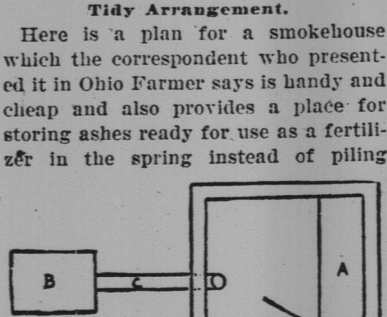 Tidy Arrangement.
Here is a plan for a smokehouse
which the correspondent who present-
ed it in Ohio Farmer says is handy and
cheap and also provides a place for
storing ashes ready for use as a fertili-
zer in the spring instead of piling
B
C
D
A